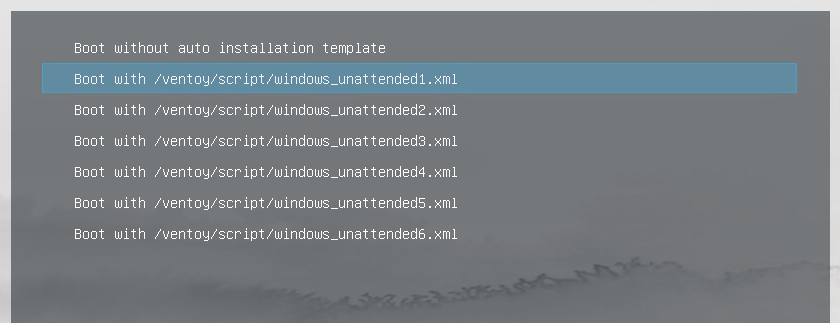 Boot without auto installation template
Boot with /ventoy/script/windows_unattended1.xml
Boot with /ventoy/script/windows_unattended2.xml
Boot with /ventoy/script/windows_unattended3.xml
Boot with /ventoy/script/windows_unattended4.xml
Boot with /ventoy/script/windows_unattended5.xml
Boot with /ventoy/script/windows_unattended6.xml